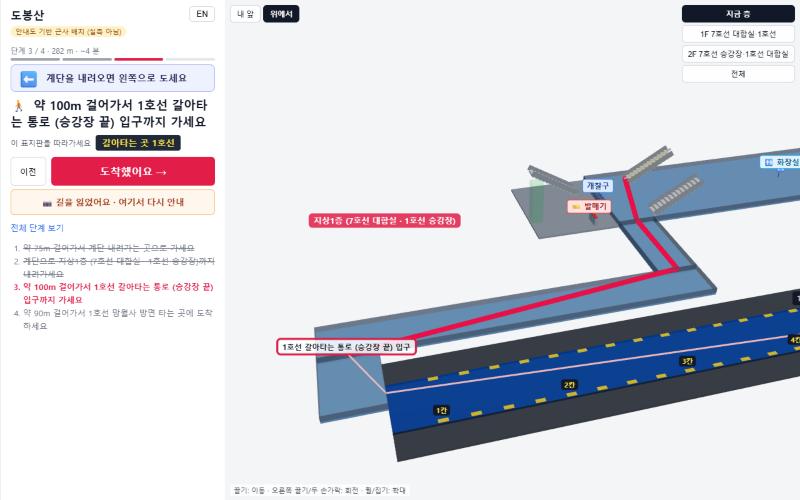 도봉산
EN
안내도 기반 근사 배치 (실측 아님)
단계 3 / 4 · 282 m · ~4 분
계단을 내려오면 왼쪽으로 도세요
약 100m 걸어가서 1호선 갈아타
는 통로 (승강장 끝) 입구까지 가세요
이 표지판를 따라가세요 갈아타는 곳 1호선
이전
도착했어요 →
길을 잃었어요 · 여기서 다시 안내
전체 단계 보기
1. 약 75m 걸어가서 계단 내려가는 곳으로 가세요
2. 계단으로 지상1층 (7호선 대합실 · 1호선 승강장)까지
내려가세요
3. 약 100m 걸어가서 1호선 갈아타는 통로 (승강장 끝)
입구까지 가세요
4. 약 90m 걸어가서 1호선 망월사 방면 타는 곳에 도착
하세요
내 앞
위에서
지금 층
1F 7호선 대합실·1호선
2F 7호선 승강장·1호선 대합실
전체
화장실
개찰구
발매기
지상1층 (7호선 대합실 · 1호선 승강장)
1호선 갈아타는 통로 (승강장 끝) 입구
1칸
2칸
3칸
4칸
끌기: 이동 · 오른쪽 끌기/두 손가락: 회전 · 휠/집기: 확대